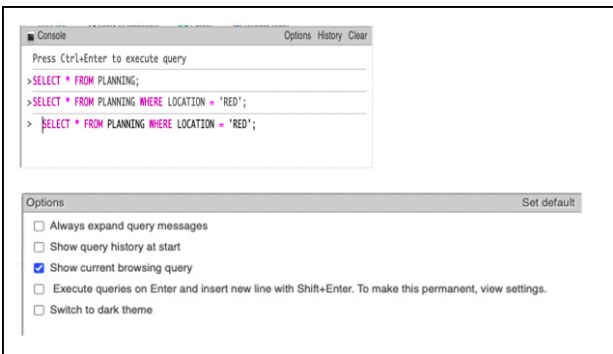 Console Options History Clear
Press Ctrl+Enter to execute query
>SELECT * FROM PLANNING;
>SELECT * FROM PLANNING WHERE LOCATION = 'RED';
> SELECT * FROM PLANNING WHERE LOCATION = 'RED';
Options Set default
Always expand query messages
Show query history at start
Show current browsing query
Execute queries on Enter and insert new line with Shift+Enter. To make this permanent, view settings.
Switch to dark theme